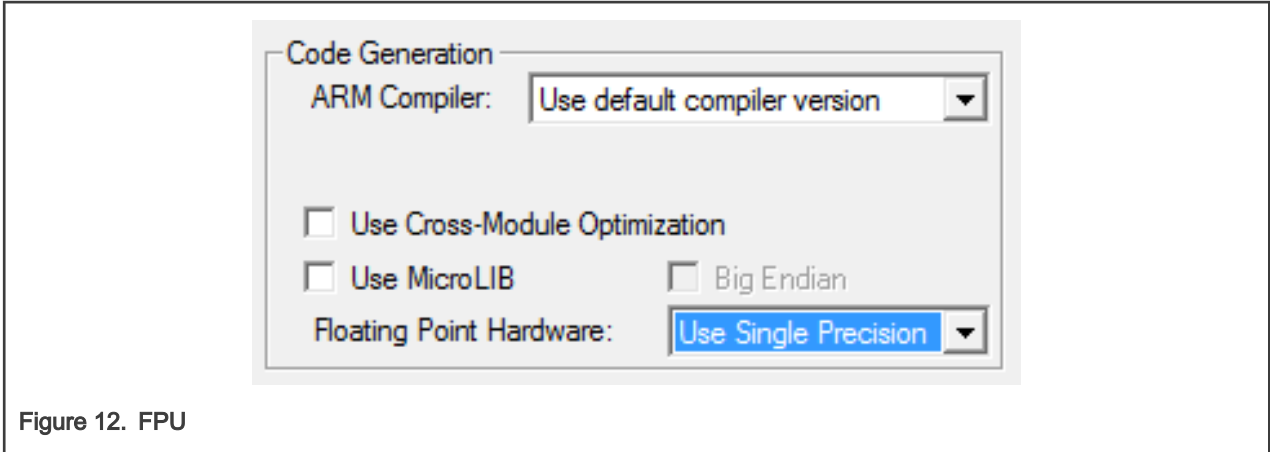 Code Generation
ARM Compiler: Use default compiler version
Use Cross-Module Optimization
Use MicroLIB Big Endian
Floating Point Hardware: Use Single Precision
Figure 12. FPU